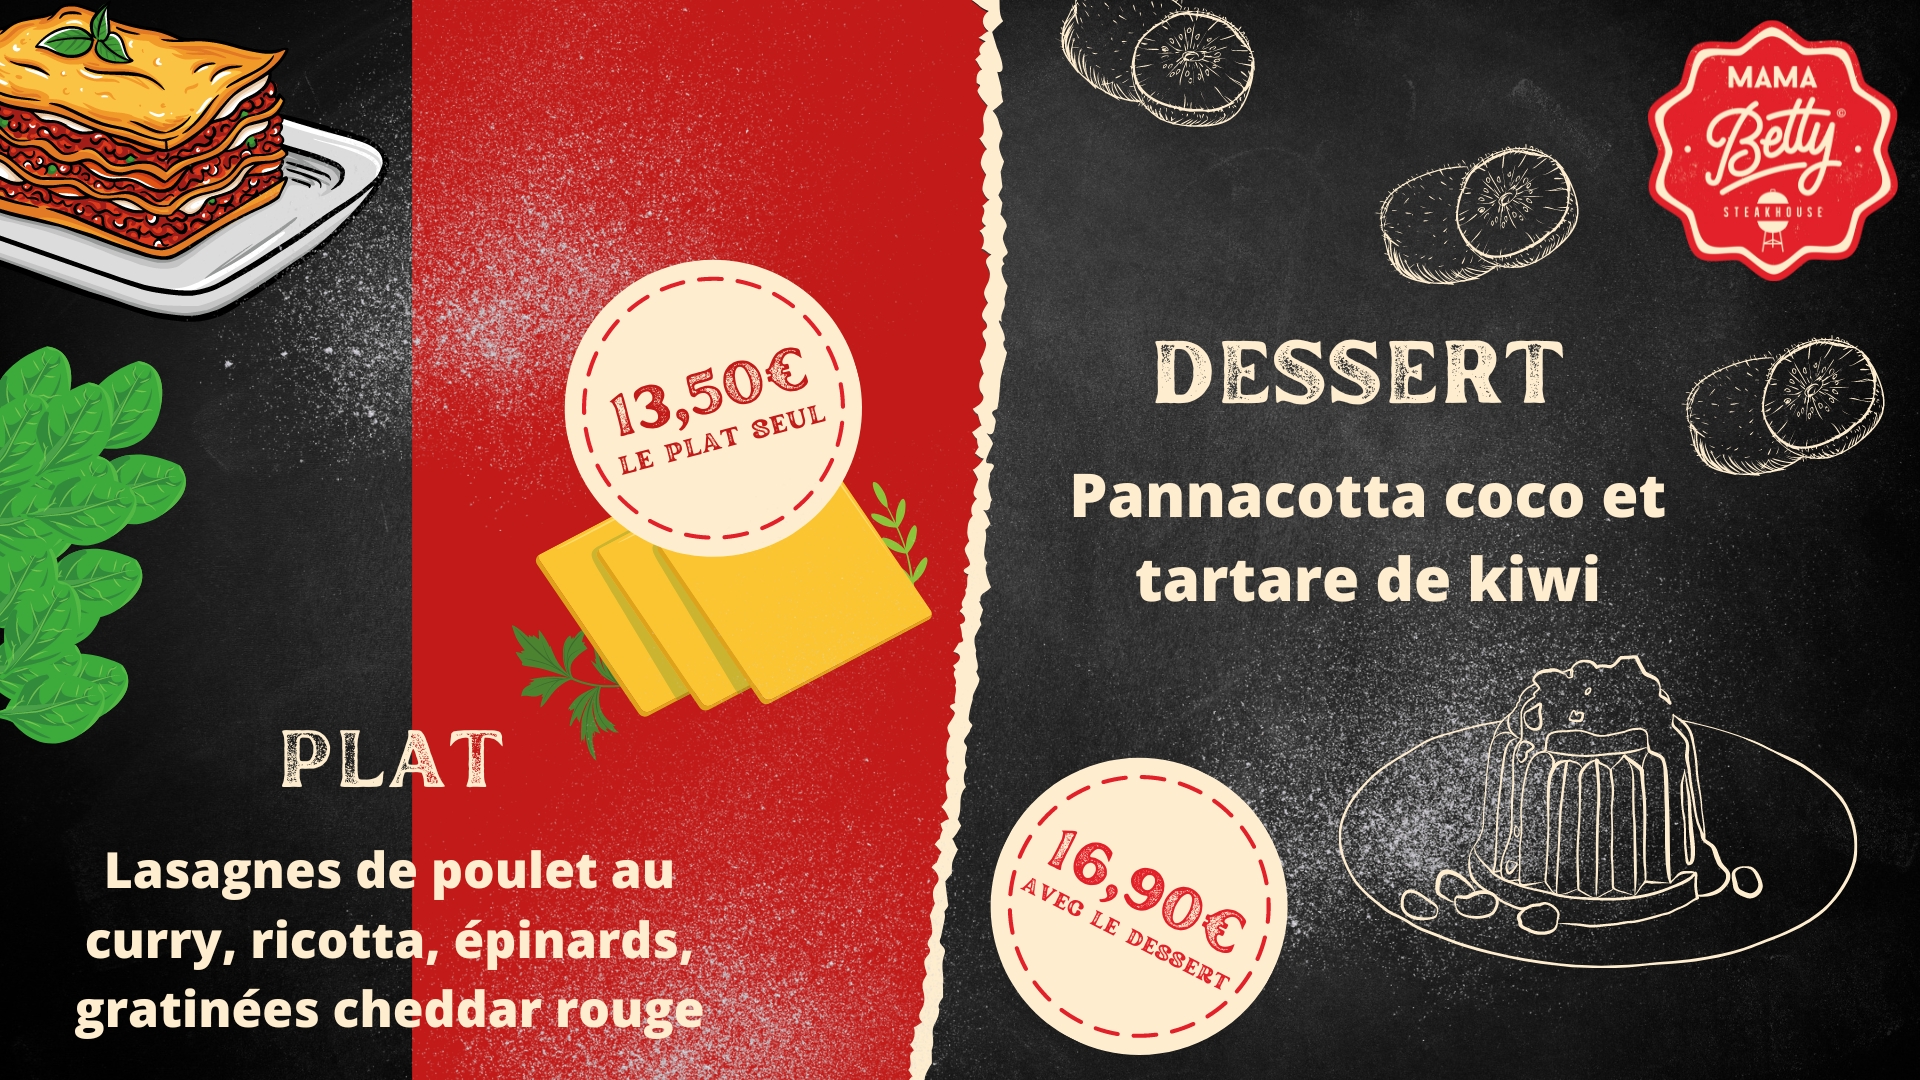 13,50€
LE PLAT SEUL
PLAT
Lasagnes de poulet au
curry, ricotta, épinards,
gratinées cheddar rouge
MAMA
Betty©
STEAKHOUSE
DESSERT
Pannacotta coco et
tartare de kiwi
16,90€
AVEC LE DESSERT